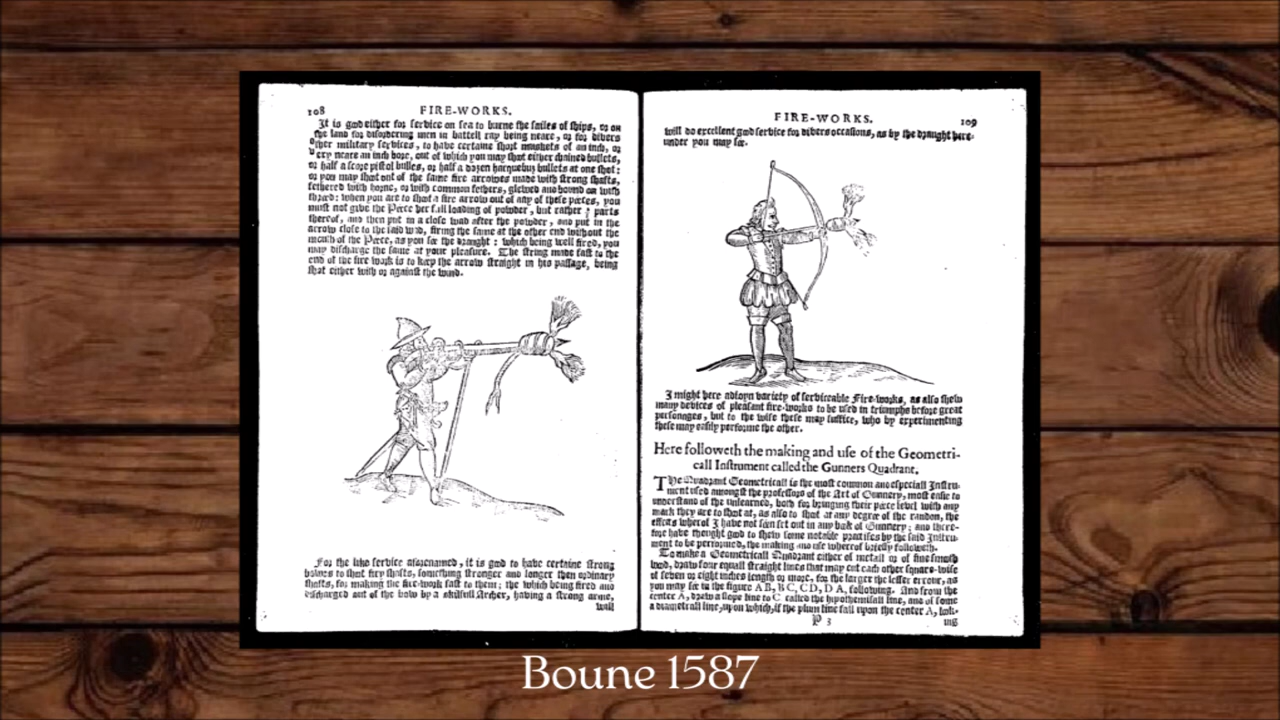 108
FIRE-WORKS.
It is good either for service on sea to burne the sailes of ships, or on
the land for disordering men in battell ray being neare, or for divers
other military services, to have certaine short muskets of an inch, or
very neare an inch bore, out of which you may shoot either chained bullets,
or half a score pistol bulles, or half a dozen harquebuz bullets at one shot:
or you may shoot out of the same fire arrowes made with strong shafts,
fethered with horne, or with common fethers, glewed and bound on with
thred: when you are to shoot a fire arrow out of any of these peeces, you
must not give the Peece her full loading of powder, but rather parts
thereof, and then put in a close wad after the powder, and put in the
arrow close to the said wad, firing the same at the other end without the
mouth of the Peece, as you see the draught: which being well fired, you
may discharge the same at your pleasure. The string made fast to the
end of the fire work is to keep the arrow straight in his passage, being
shot either with or against the wind.
For the like service aforenamed, it is good to have certaine strong
bowes to shoot firy shafts, something stronger and longer then ordinary
shafts, for making the fire-work fast to them; the which being fired and
discharged out of the bow by a skilfull Archer, having a strong arme,
will
FIRE-WORKS.
109
will do excellent good service for divers occasions, as by the draught here-
under you may see.
I might here adioyn variety of serviceable Fire-works, as also shew
many devices of pleasant fire-works to be used in triumphs before great
personages, but to the wise these may suffice, who by experimenting
these may easily performe the other.
Here followeth the making and use of the Geometri-
call Instrument called the Gunners Quadrant.
The Quadrant Geometricall is the most common and especiall Instru-
ment used amongst the professors of the Art of Gunnery, most easie to
understand of the unlearned, both for bringing their peece level with any
mark they are to shoot at, as also to shoot at any degree of the random, the
effects wherof I have not seen set out in any book of Gunnery; and there-
fore have thought good to shew some notable practises by the said Instru-
ment to be performed, the making and use wherof briefly followeth.
To make a Geometricall Quadrant either of metall or of fine smooth
wood, draw four equall straight lines that may cut each other square-wise
of seven or eight inches length or more, for the larger the lesser errour, as
you may see in the figure AB, BC, CD, DA, following. And from the
center A, draw a slope line to C called the hypothenusall line, and of some
a diametrall line, upon which, if the plum line fall upon the center A, look-
P 3
ing
Boune 1587